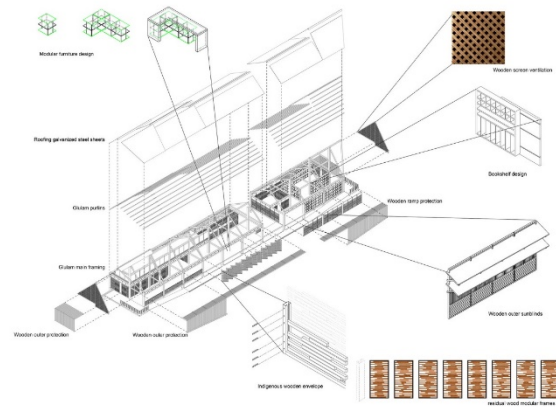 Modular furniture design
Wooden screen ventilation
Roofing galvanized steel sheets
Bookshelf design
Glulam purlins
Wooden ramp protection
Glulam main framing
Wooden outer sunblinds
Wooden outer protection
Wooden outer protection
Indigenous wooden envelope
residual wood modular frames